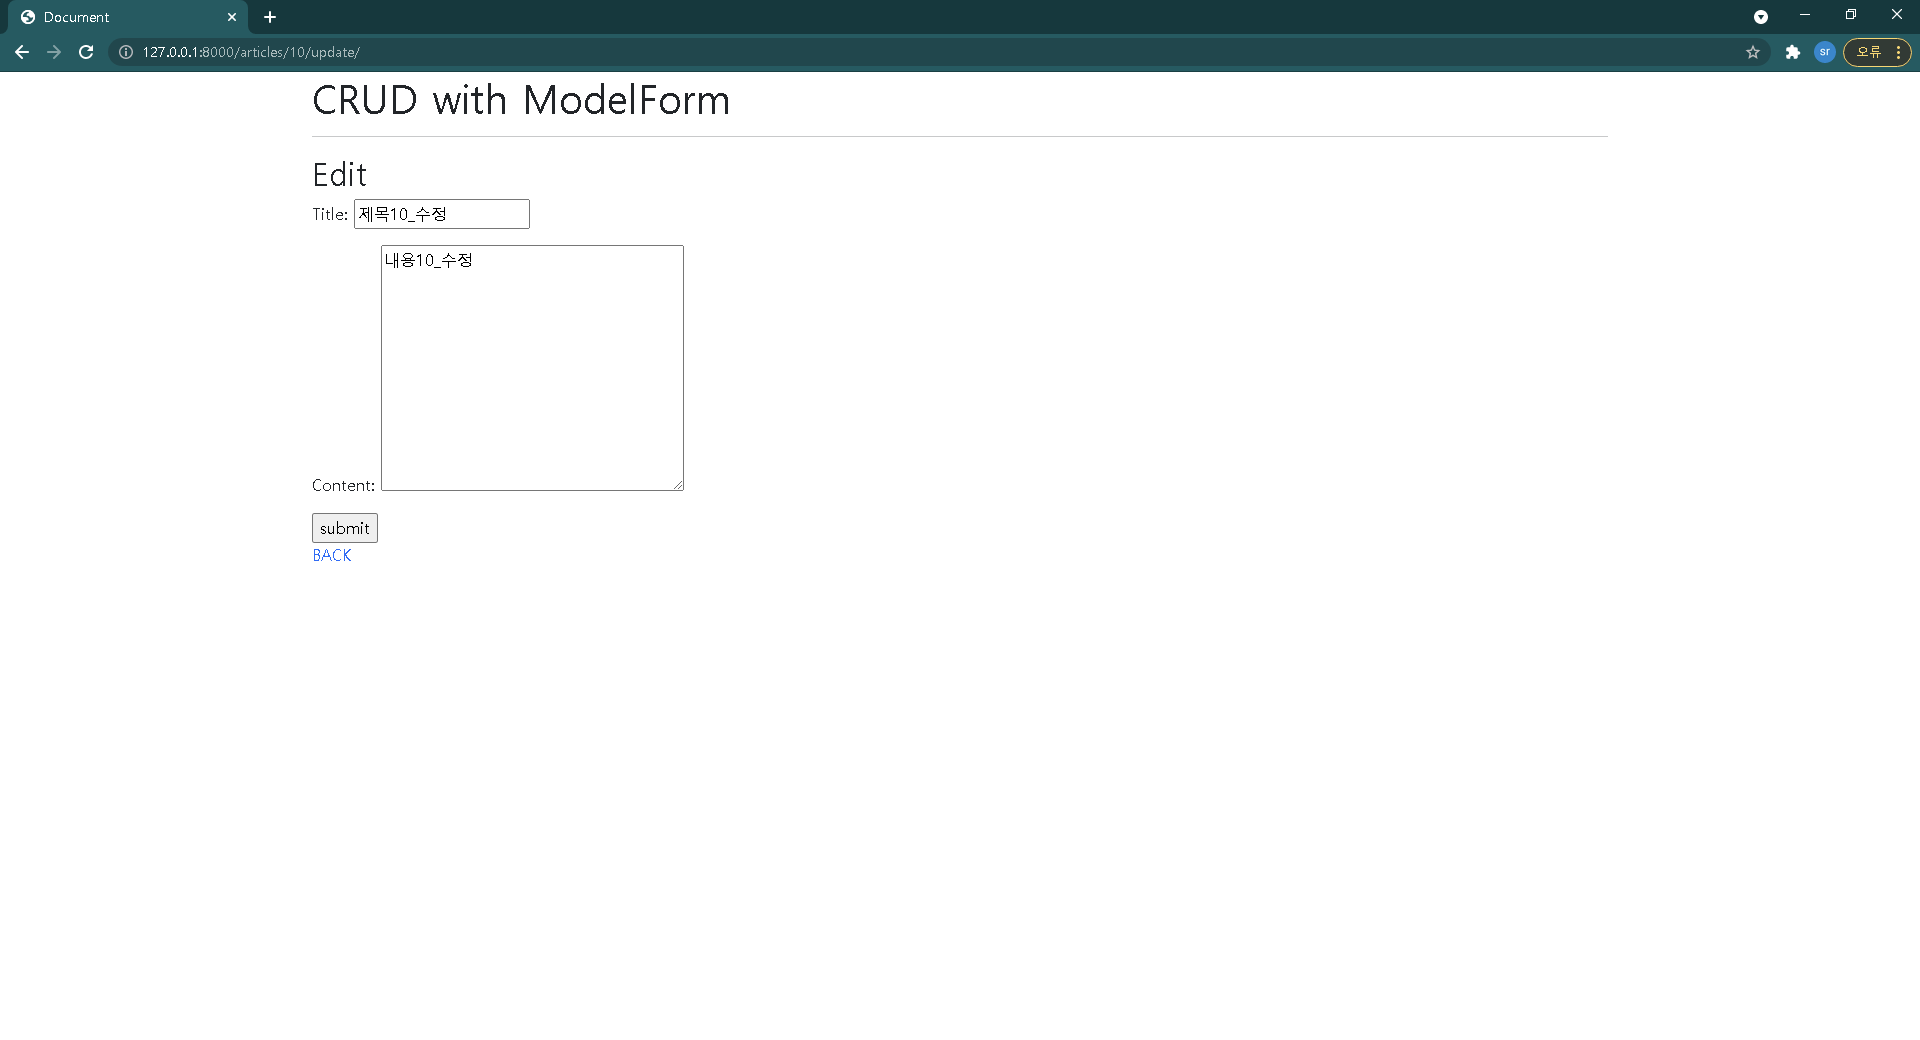 Document
127.0.0.1:8000/articles/10/update/
sr
오류
CRUD with ModelForm
Edit
Title: 제목10_수정
내용10_수정
Content:
submit
BACK